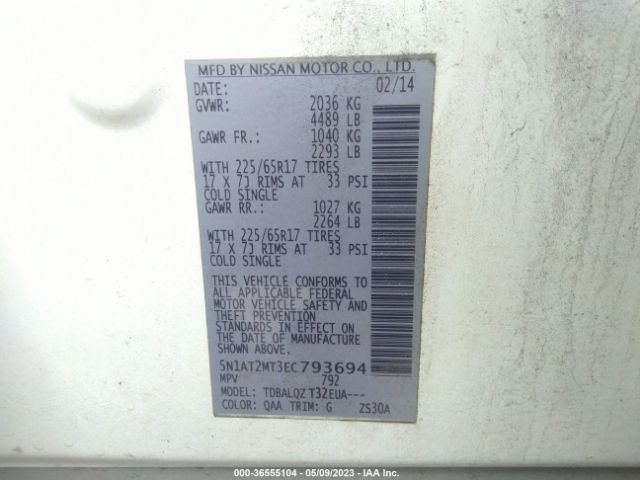 MFD BY NISSAN MOTOR CO., LTD.
DATE: 02/14
GVWR: 2036 KG
4489 LB
GAWR FR.: 1040 KG
2293 LB
WITH 225/65R17 TIRES
17 X 7J RIMS AT 33 PSI
COLD SINGLE
GAWR RR.: 1027 KG
2264 LB
WITH 225/65R17 TIRES
17 X 7J RIMS AT 33 PSI
COLD SINGLE
THIS VEHICLE CONFORMS TO
ALL APPLICABLE FEDERAL
MOTOR VEHICLE SAFETY AND
THEFT PREVENTION
STANDARDS IN EFFECT ON
THE DATE OF MANUFACTURE
SHOWN ABOVE.
5N1AT2MT3EC793694
MPV 792
MODEL: TDBALQZ T32EUA---
COLOR: QAA TRIM: G ZS30A
000-36555104 - 05/09/2023 - IAA Inc.